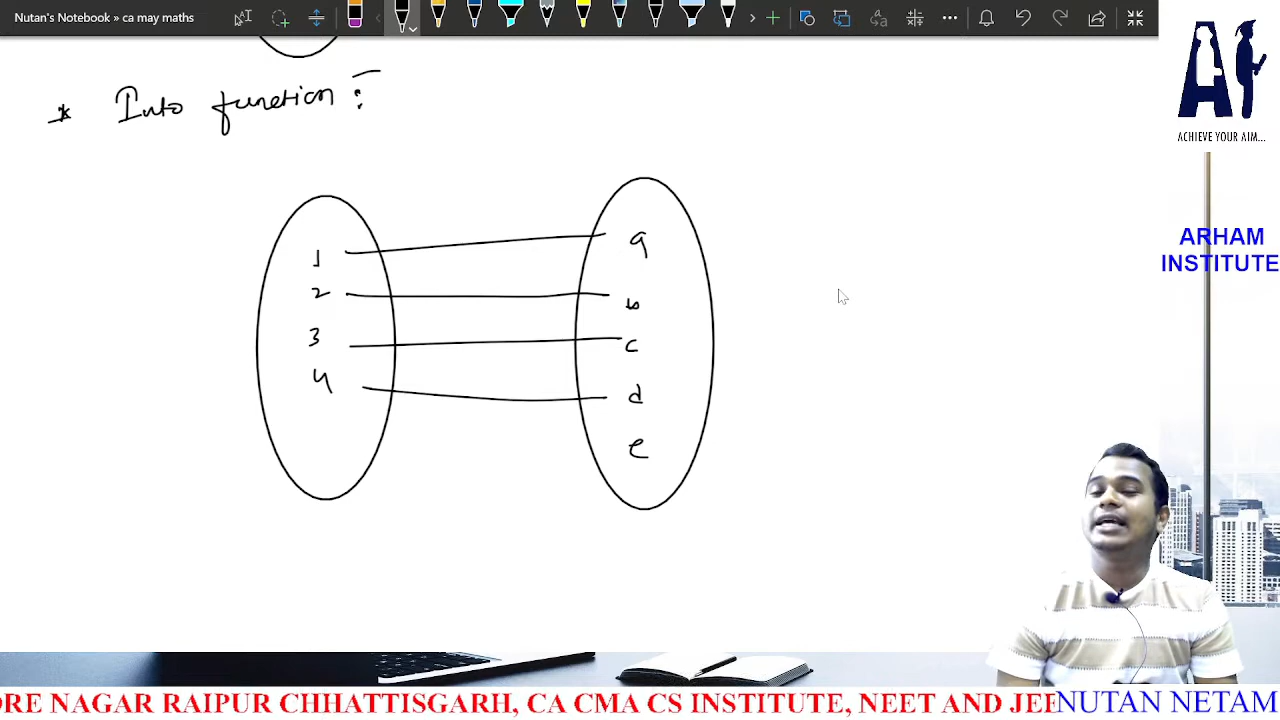 Nutan's Notebook » ca may maths
* Into function :-
1
2
3
4
a
b
c
d
e
ACHIEVE YOUR AIM...
ARHAM
INSTITUTE
DRE NAGAR RAIPUR CHHATTISGARH, CA CMA CS INSTITUTE, NEET AND JEE
NUTAN NETAM